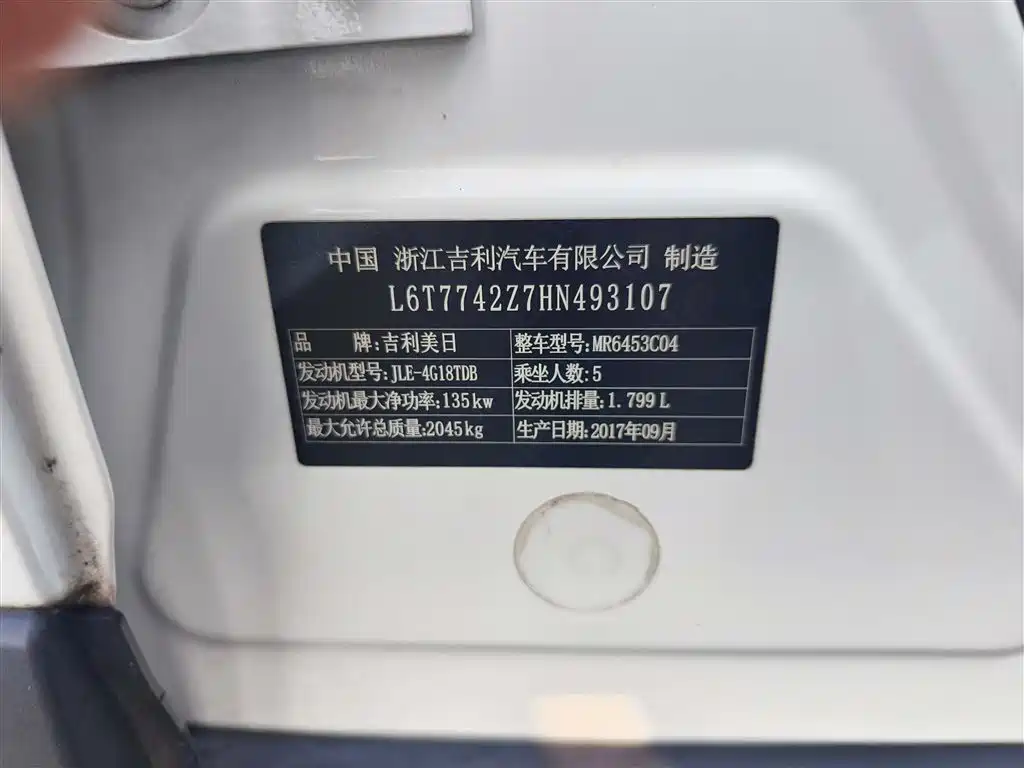 中国 浙江吉利汽车有限公司 制造
L6T7742Z7HN493107
品 牌:吉利美日 整车型号:MR6453C04
发动机型号:JLE-4G18TDB 乘坐人数:5
发动机最大净功率:135kw 发动机排量:1.799L
最大允许总质量:2045kg 生产日期:2017年09月